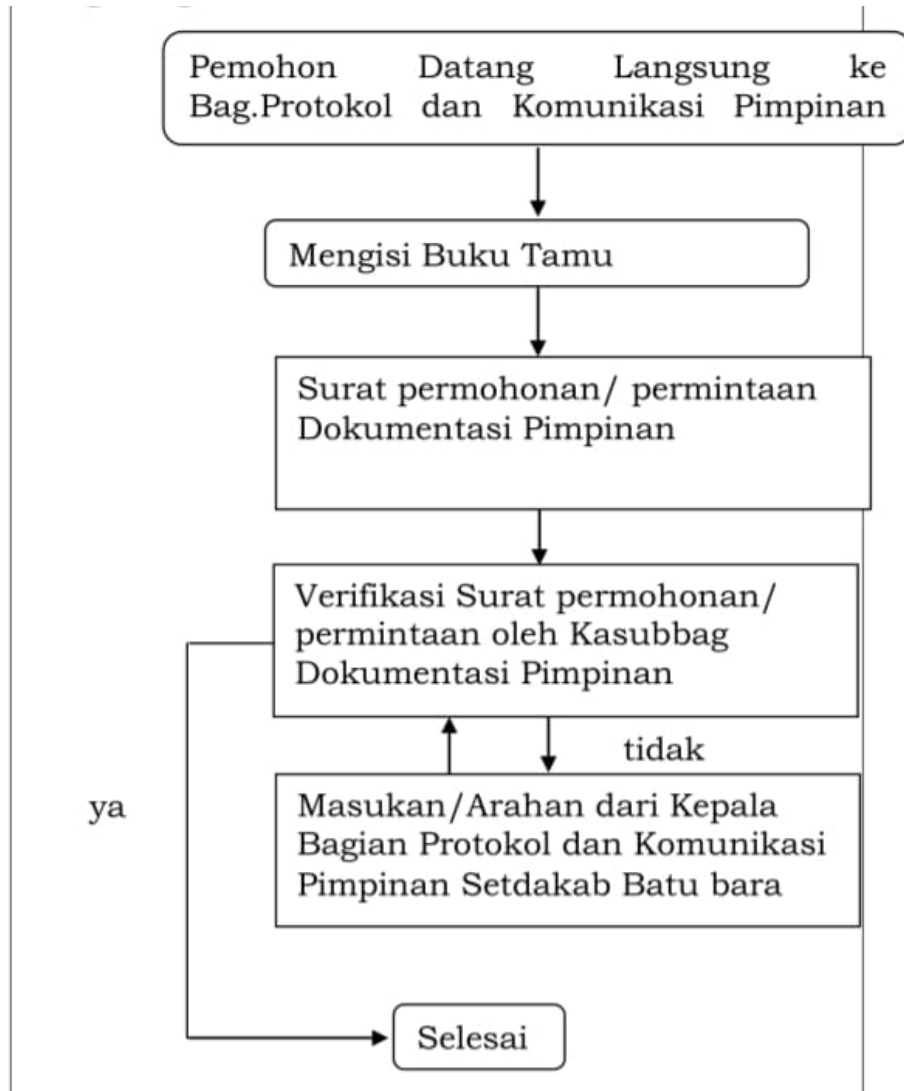 Pemohon Datang Langsung ke
Bag.Protokol dan Komunikasi Pimpinan
Mengisi Buku Tamu
Surat permohonan/ permintaan
Dokumentasi Pimpinan
Verifikasi Surat permohonan/
permintaan oleh Kasubbag
Dokumentasi Pimpinan
tidak
ya
Masukan/Arahan dari Kepala
Bagian Protokol dan Komunikasi
Pimpinan Setdakab Batu bara
Selesai